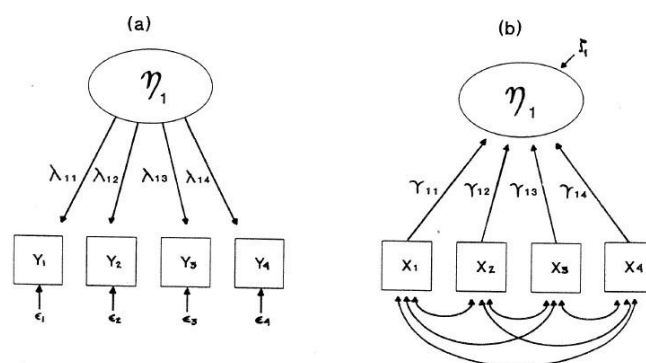 (a)
η₁
λ₁₁ λ₁₂ λ₁₃ λ₁₄
Y₁ Y₂ Y₃ Y₄
ϵ₁ ϵ₂ ϵ₃ ϵ₄
(b)
ζ₁
η₁
γ₁₁ γ₁₂ γ₁₃ γ₁₄
X₁ X₂ X₃ X₄